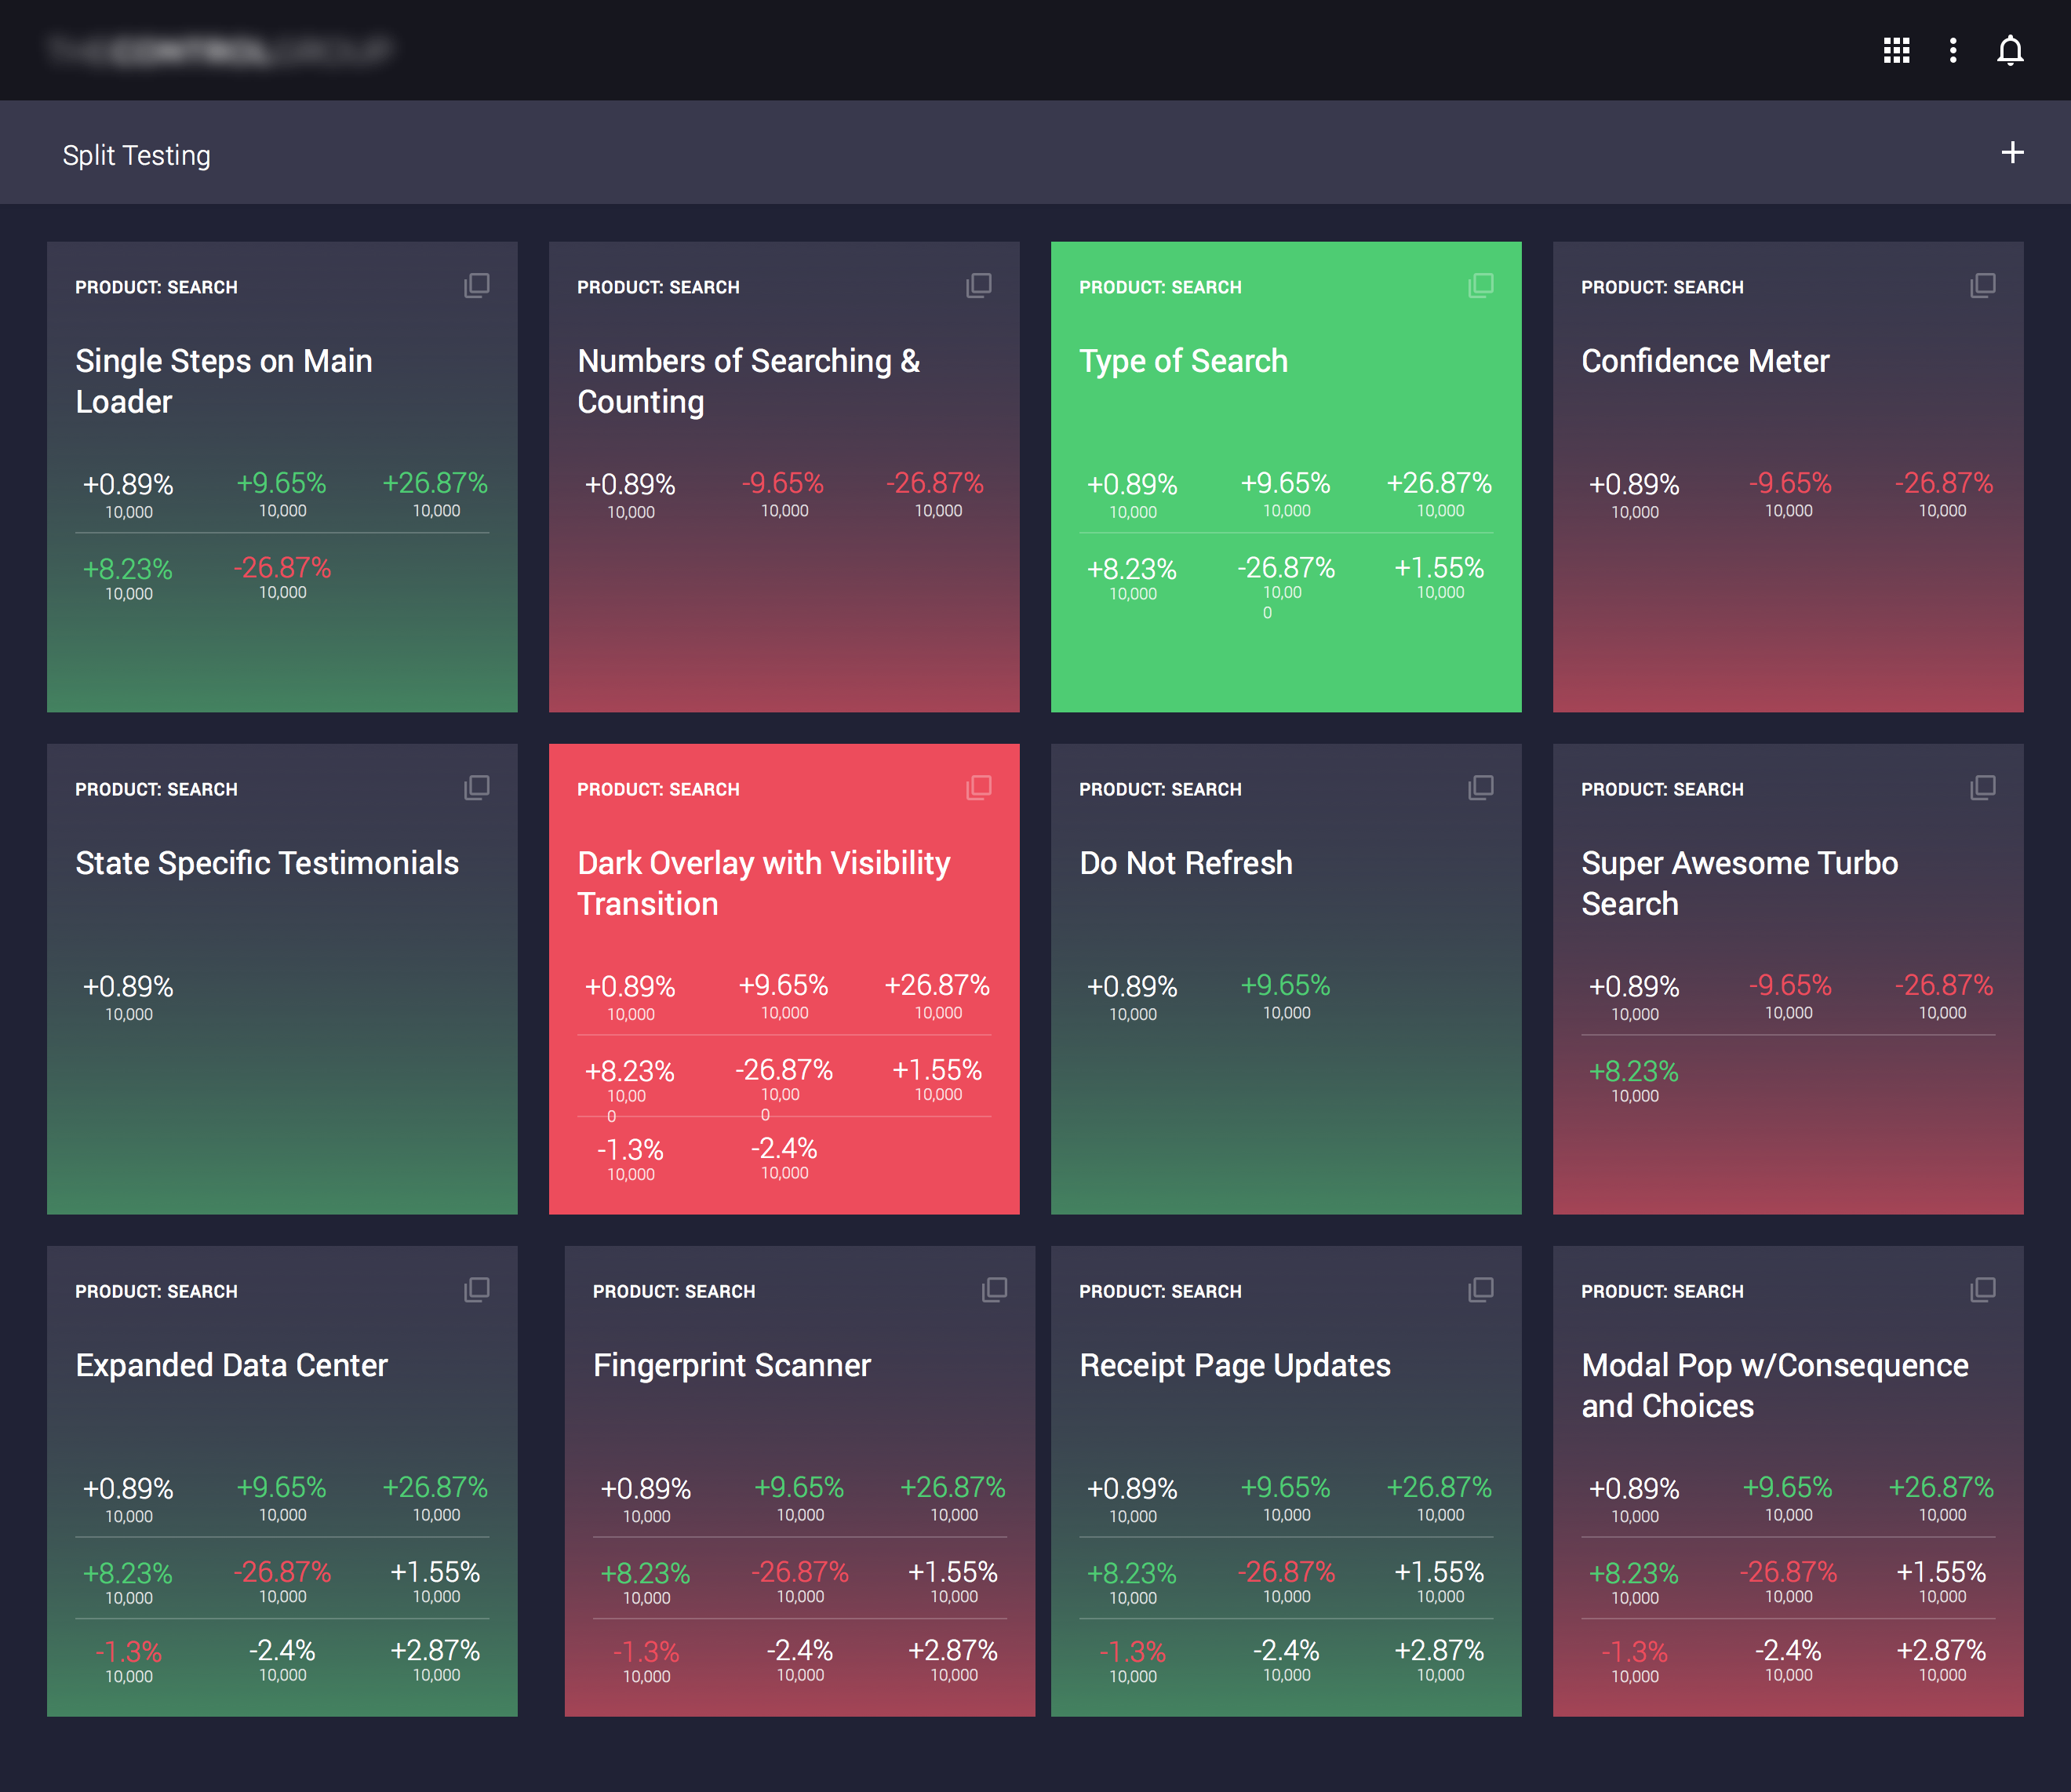 THECONTROLGROUP
Split Testing
PRODUCT: SEARCH
Single Steps on Main
Loader
+0.89% +9.65% +26.87%
10,000 10,000 10,000
+8.23% -26.87%
10,000 10,000
PRODUCT: SEARCH
Numbers of Searching &
Counting
+0.89% -9.65% -26.87%
10,000 10,000 10,000
PRODUCT: SEARCH
Type of Search
+0.89% +9.65% +26.87%
10,000 10,000 10,000
+8.23% -26.87% +1.55%
10,000 10,00 10,000
0
PRODUCT: SEARCH
Confidence Meter
+0.89% -9.65% -26.87%
10,000 10,000 10,000
PRODUCT: SEARCH
State Specific Testimonials
+0.89%
10,000
PRODUCT: SEARCH
Dark Overlay with Visibility
Transition
+0.89% +9.65% +26.87%
10,000 10,000 10,000
+8.23% -26.87% +1.55%
10,00 10,00 10,000
0 0
-1.3% -2.4%
10,000 10,000
PRODUCT: SEARCH
Do Not Refresh
+0.89% +9.65%
10,000 10,000
PRODUCT: SEARCH
Super Awesome Turbo
Search
+0.89% -9.65% -26.87%
10,000 10,000 10,000
+8.23%
10,000
PRODUCT: SEARCH
Expanded Data Center
+0.89% +9.65% +26.87%
10,000 10,000 10,000
+8.23% -26.87% +1.55%
10,000 10,000 10,000
-1.3% -2.4% +2.87%
10,000 10,000 10,000
PRODUCT: SEARCH
Fingerprint Scanner
+0.89% +9.65% +26.87%
10,000 10,000 10,000
+8.23% -26.87% +1.55%
10,000 10,000 10,000
-1.3% -2.4% +2.87%
10,000 10,000 10,000
PRODUCT: SEARCH
Receipt Page Updates
+0.89% +9.65% +26.87%
10,000 10,000 10,000
+8.23% -26.87% +1.55%
10,000 10,000 10,000
-1.3% -2.4% +2.87%
10,000 10,000 10,000
PRODUCT: SEARCH
Modal Pop w/Consequence
and Choices
+0.89% +9.65% +26.87%
10,000 10,000 10,000
+8.23% -26.87% +1.55%
10,000 10,000 10,000
-1.3% -2.4% +2.87%
10,000 10,000 10,000